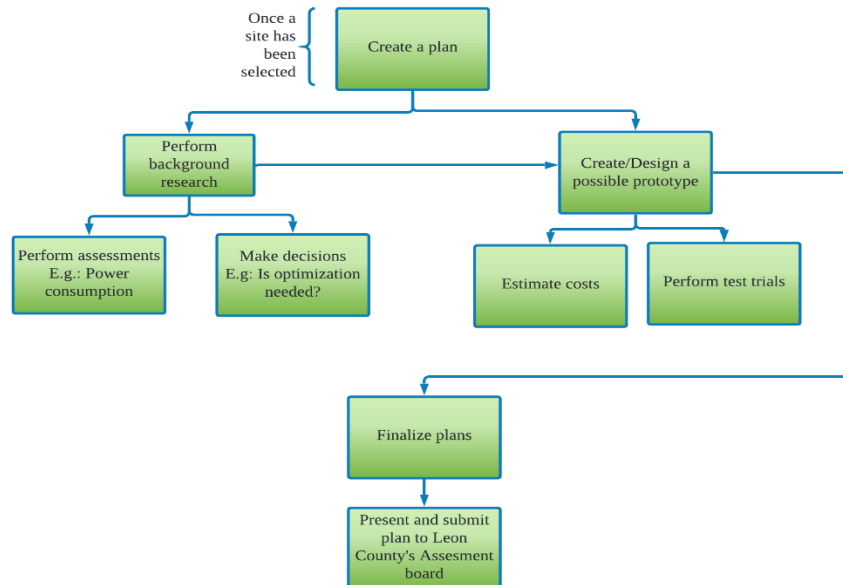 Once a
site has
been
selected
Create a plan
Perform
background
research
Create/Design a
possible prototype
Perform assessments
E.g.: Power
consumption
Make decisions
E.g: Is optimization
needed?
Estimate costs
Perform test trials
Finalize plans
Present and submit
plan to Leon
County's Assesment
board